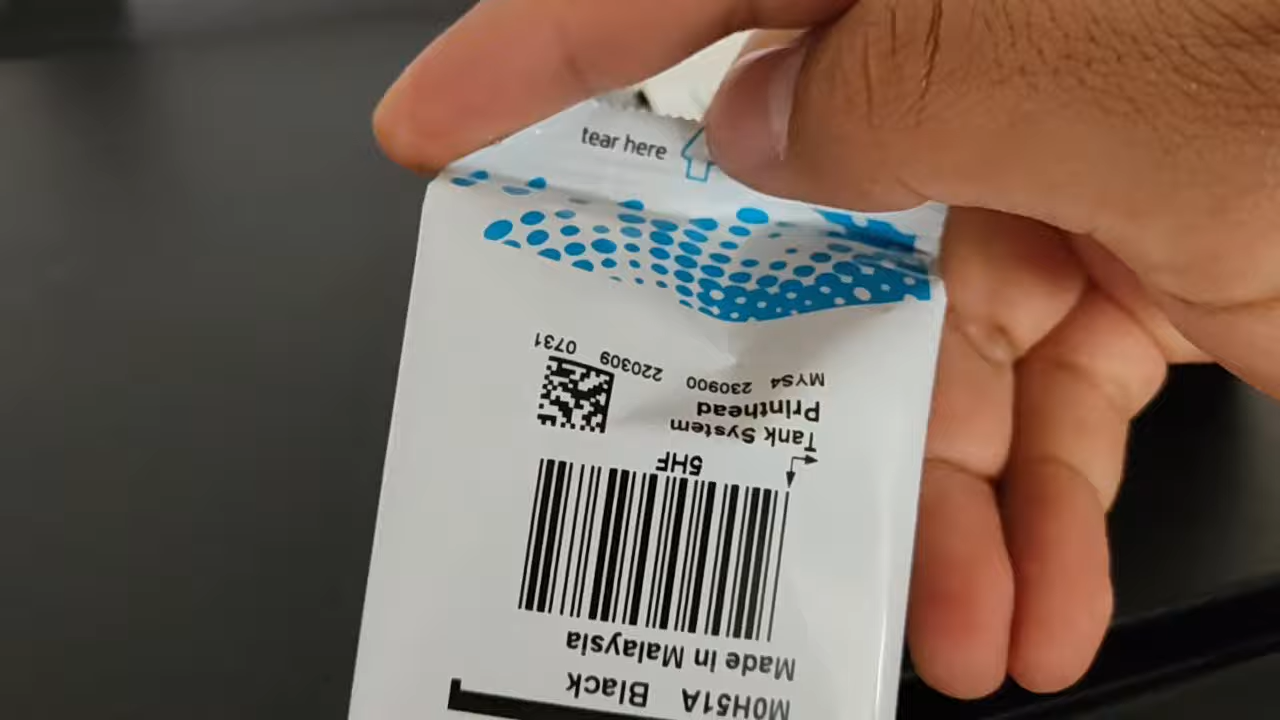 tear here
M0H51A Black
Made in Malaysia
5HF
Tank System
Printhead
MYS4 230900 220309 0731